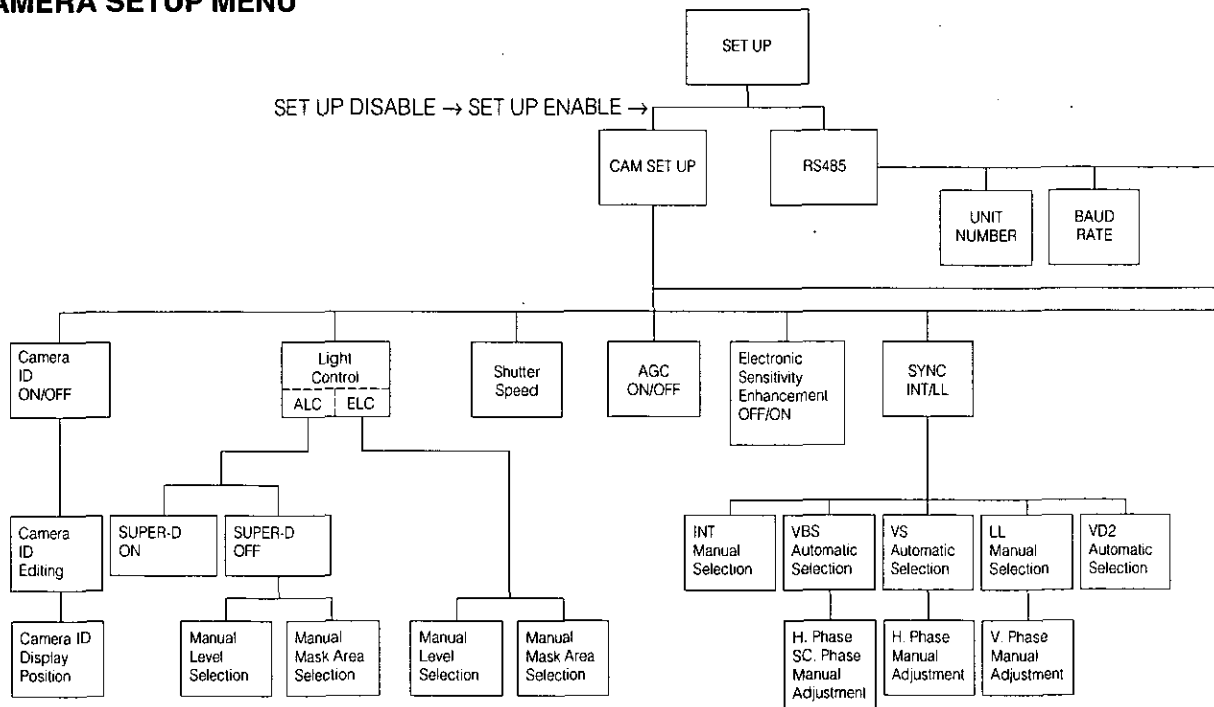 AMERA SETUP MENU
SET UP
SET UP DISABLE → SET UP ENABLE →
CAM SET UP
RS485
UNIT
NUMBER
BAUD
RATE
Camera
ID
ON/OFF
Light
Control
ALC
ELC
Shutter
Speed
AGC
ON/OFF
Electronic
Sensitivity
Enhancement
OFF/ON
SYNC
INT/LL
Camera
ID
Editing
SUPER-D
ON
SUPER-D
OFF
INT
Manual
Selection
VBS
Automatic
Selection
VS
Automatic
Selection
LL
Manual
Selection
VD2
Automatic
Selection
Camera ID
Display
Position
Manual
Level
Selection
Manual
Mask Area
Selection
Manual
Level
Selection
Manual
Mask Area
Selection
H. Phase
SC. Phase
Manual
Adjustment
H. Phase
Manual
Adjustment
V. Phase
Manual
Adjustment